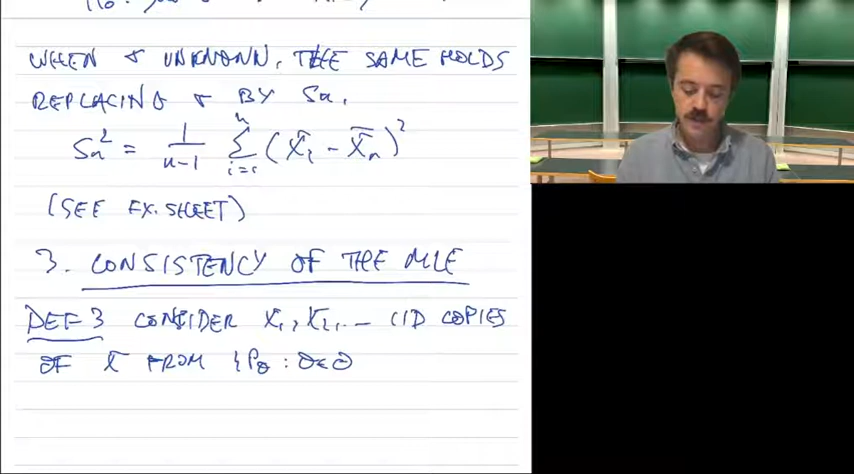 WHEN σ UNKNOWN, THE SAME HOLDS
REPLACING σ BY Sn.
Sn² = 1/(n-1) Σ_{i=1}^{n} (Xi - X̄n)²
(SEE EX. SHEET)
3. CONSISTENCY OF THE MLE
DEF 3 CONSIDER X1, X2, ... IID COPIES
OF X FROM {Pθ : θ∈Θ